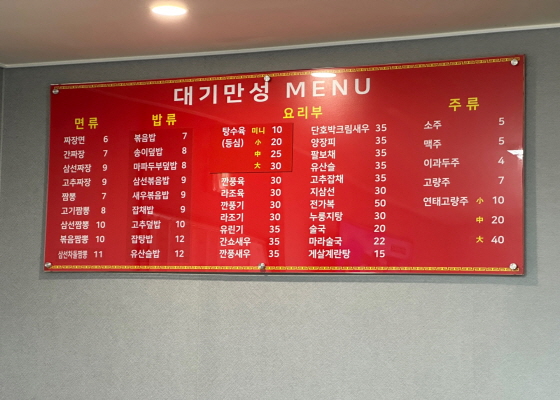 대기만성 MENU
면 류
짜장면 6
간짜장 7
삼선짜장 9
고추짜장 9
짬뽕 7
고기짬뽕 8
삼선짬뽕 10
볶음짬뽕 10
삼선차돌짬뽕 11
밥 류
볶음밥 7
송이덮밥 8
마파두부덮밥 8
삼선볶음밥 9
새우볶음밥 9
잡채밥 9
고추덮밥 10
잡탕밥 12
유산슬밥 12
요리부
탕수육 미니 10
(등심) 小 20
中 25
大 30
깐풍육 30
라조육 30
깐풍기 30
라조기 30
유린기 35
간쇼새우 35
깐풍새우 35
단호박크림새우 35
양장피 35
팔보채 35
유산슬 35
고추잡채 35
지삼선 30
전가복 50
누룽지탕 30
술국 20
마라술국 22
게살계란탕 15
주 류
소주 5
맥주 5
이과두주 4
고량주 7
연태고량주 小 10
中 20
大 40